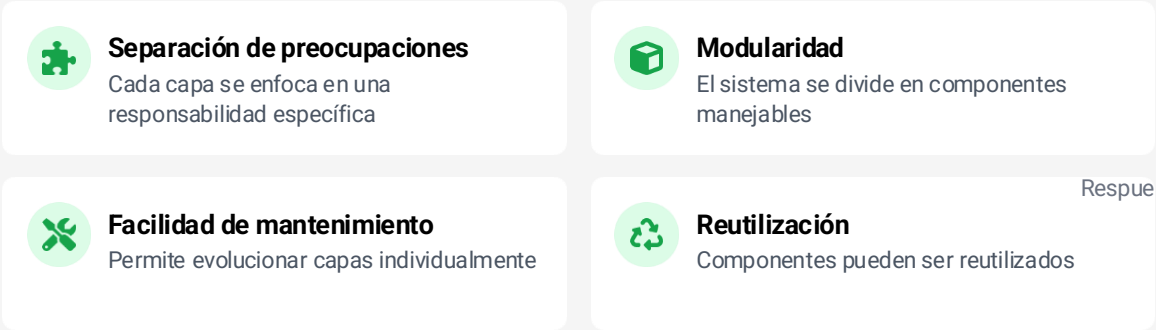 Separación de preocupaciones
Cada capa se enfoca en una
responsabilidad específica
Modularidad
El sistema se divide en componentes
manejables
Facilidad de mantenimiento
Permite evolucionar capas individualmente
Respue
Reutilización
Componentes pueden ser reutilizados